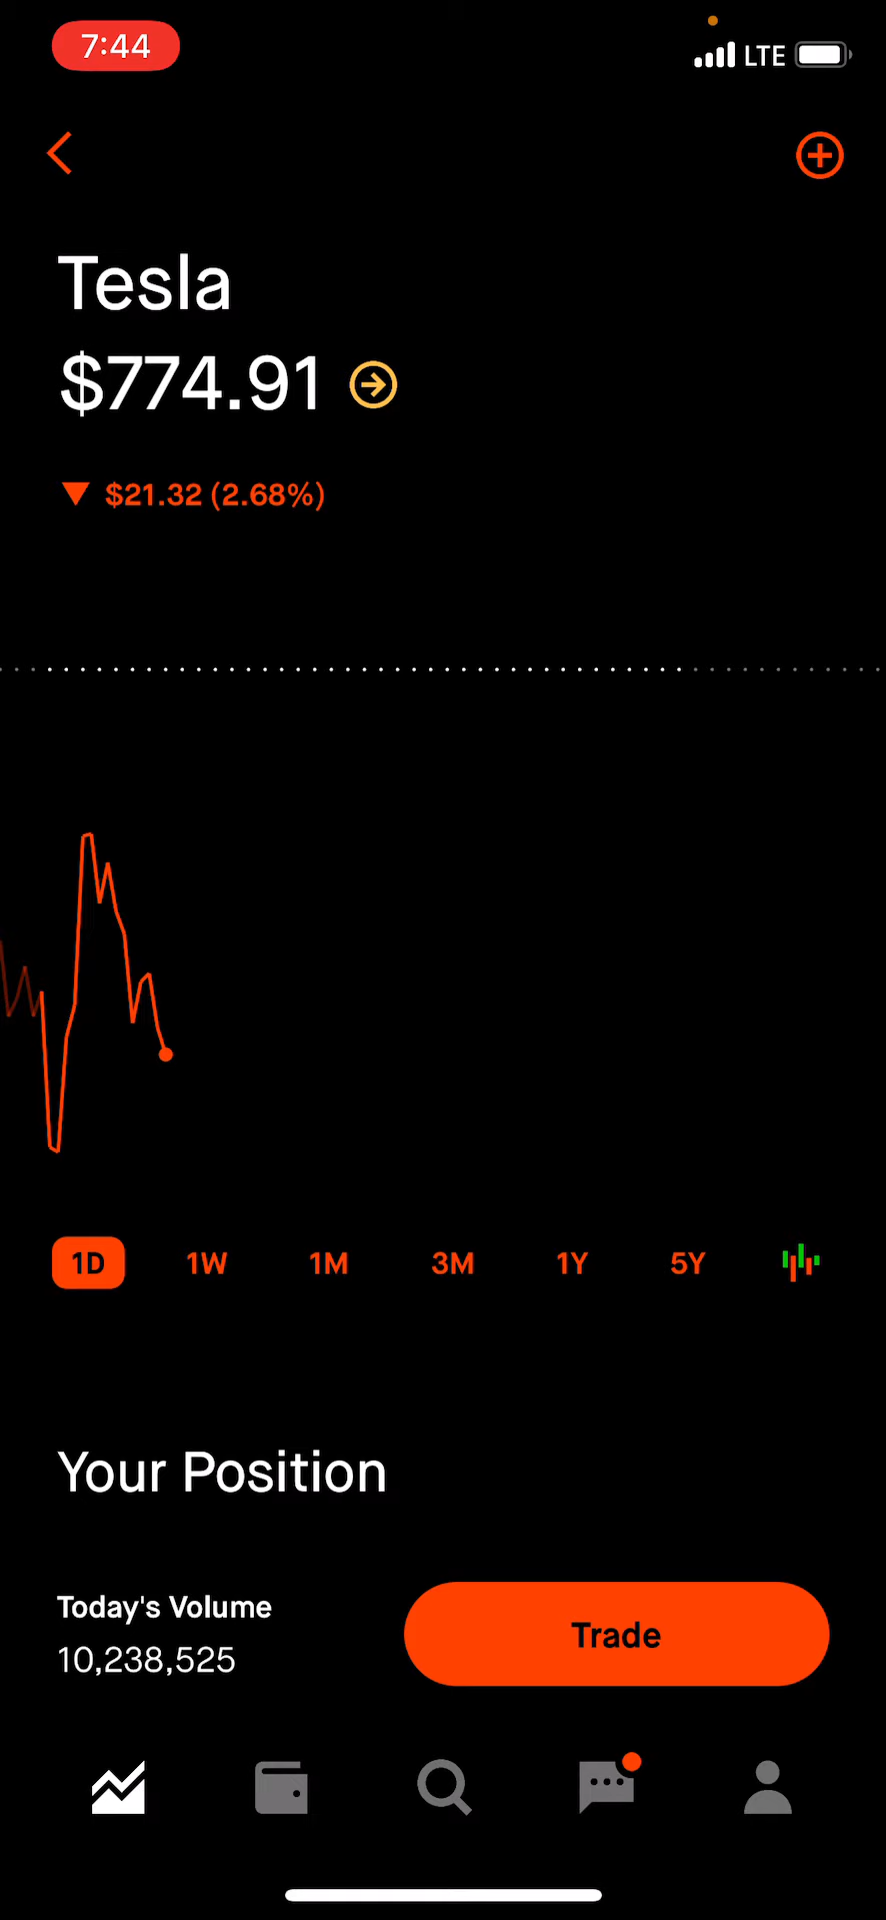 7:44
LTE
Tesla
$774.91
$21.32 (2.68%)
1D 1W 1M 3M 1Y 5Y
Your Position
Today's Volume
10,238,525
Trade